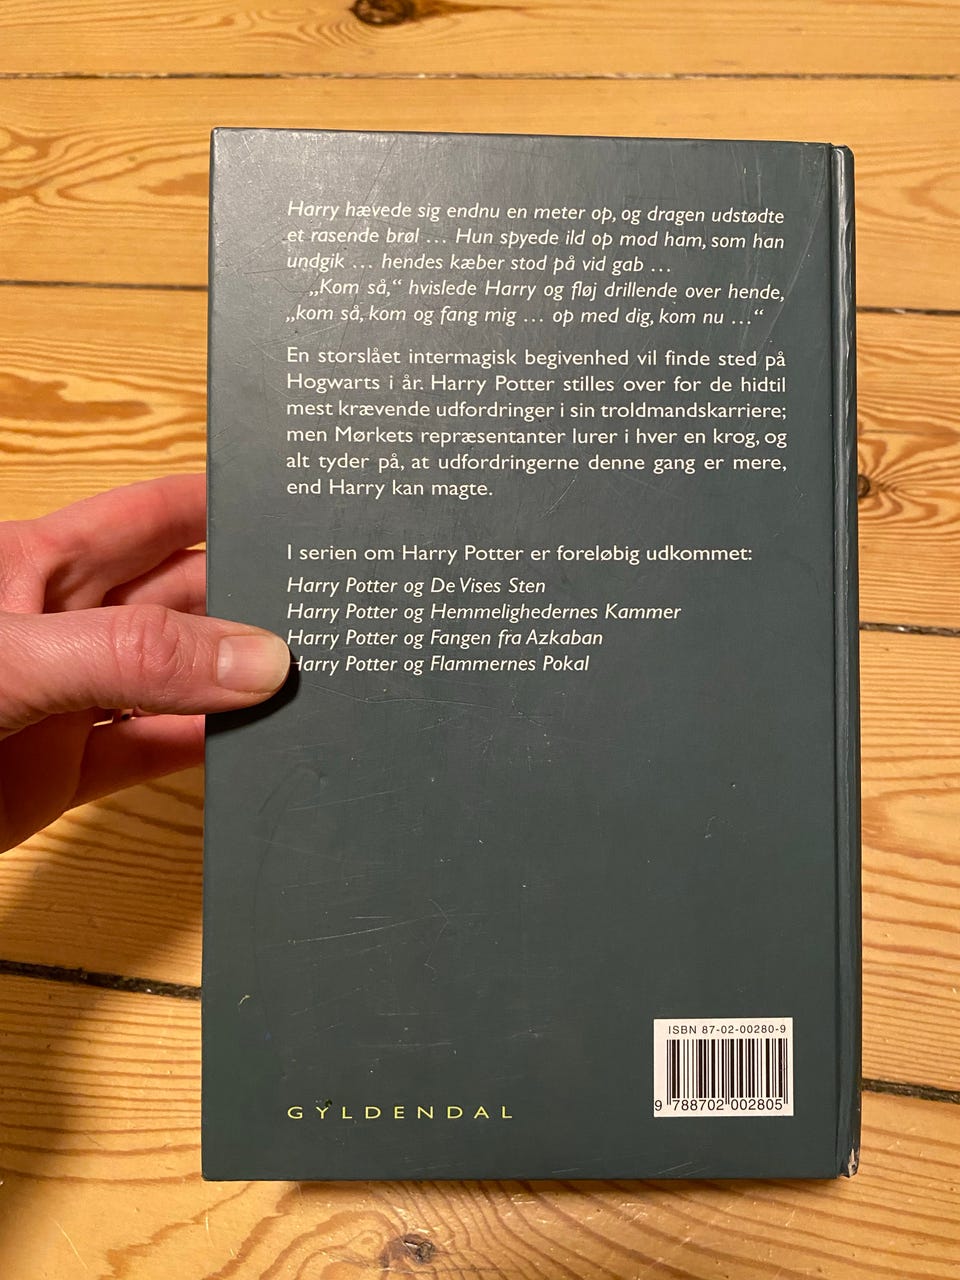 Harry hævede sig endnu en meter op, og dragen udstødte
et rasende brøl ... Hun spyede ild op mod ham, som han
undgik ... hendes kæber stod på vid gab ...
„Kom så,“ hvislede Harry og fløj drillende over hende,
„kom så, kom og fang mig ... op med dig, kom nu ...“
En storslået intermagisk begivenhed vil finde sted på
Hogwarts i år. Harry Potter stilles over for de hidtil
mest krævende udfordringer i sin troldmandskarriere;
men Mørkets repræsentanter lurer i hver en krog, og
alt tyder på, at udfordringerne denne gang er mere,
end Harry kan magte.
I serien om Harry Potter er foreløbig udkommet:
Harry Potter og De Vises Sten
Harry Potter og Hemmelighedernes Kammer
Harry Potter og Fangen fra Azkaban
Harry Potter og Flammernes Pokal
ISBN 87-02-00280-9
9 788702 002805
GYLDENDAL